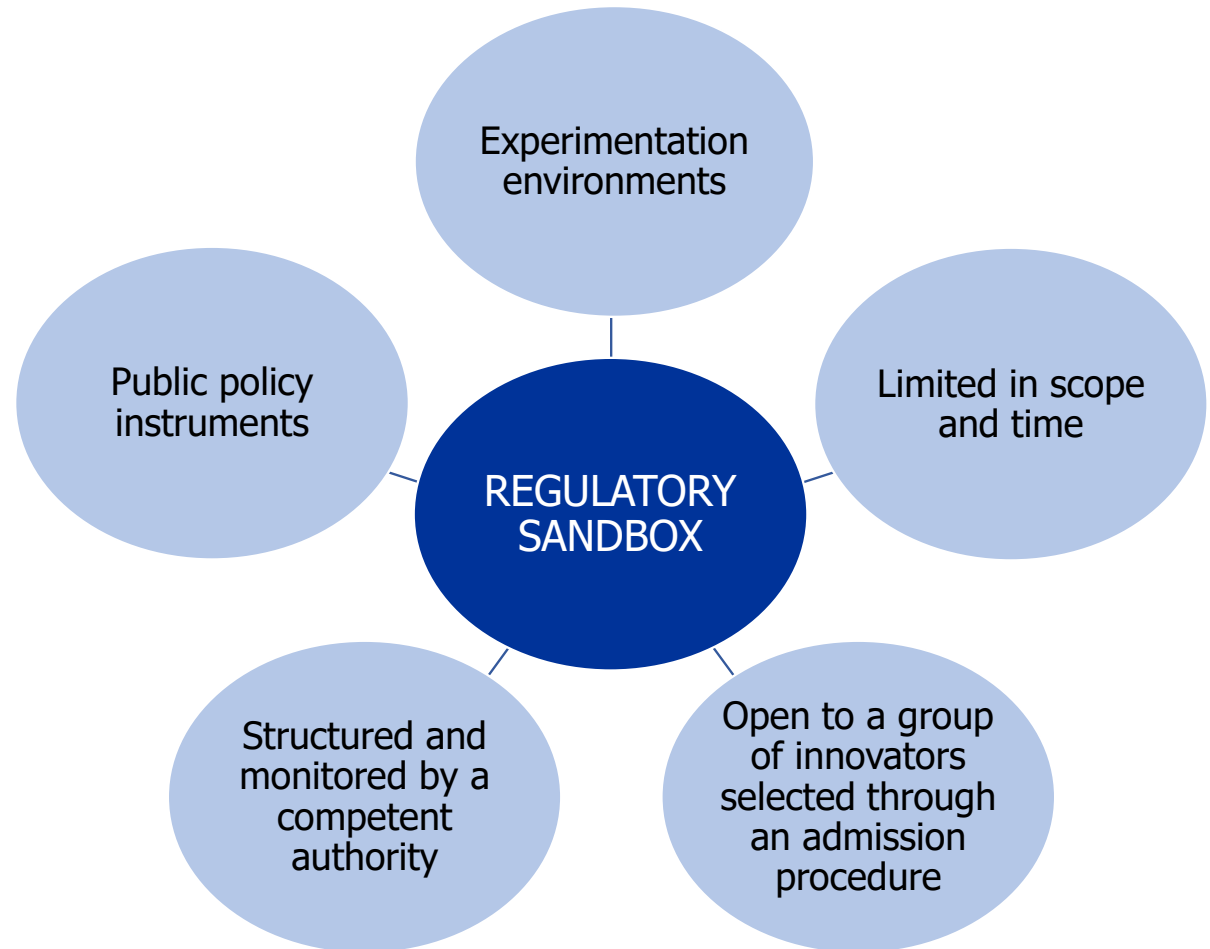 Experimentation
environments
Public policy
instruments
Limited in scope
and time
REGULATORY
SANDBOX
Structured and
monitored by a
competent
authority
Open to a group
of innovators
selected through
an admission
procedure